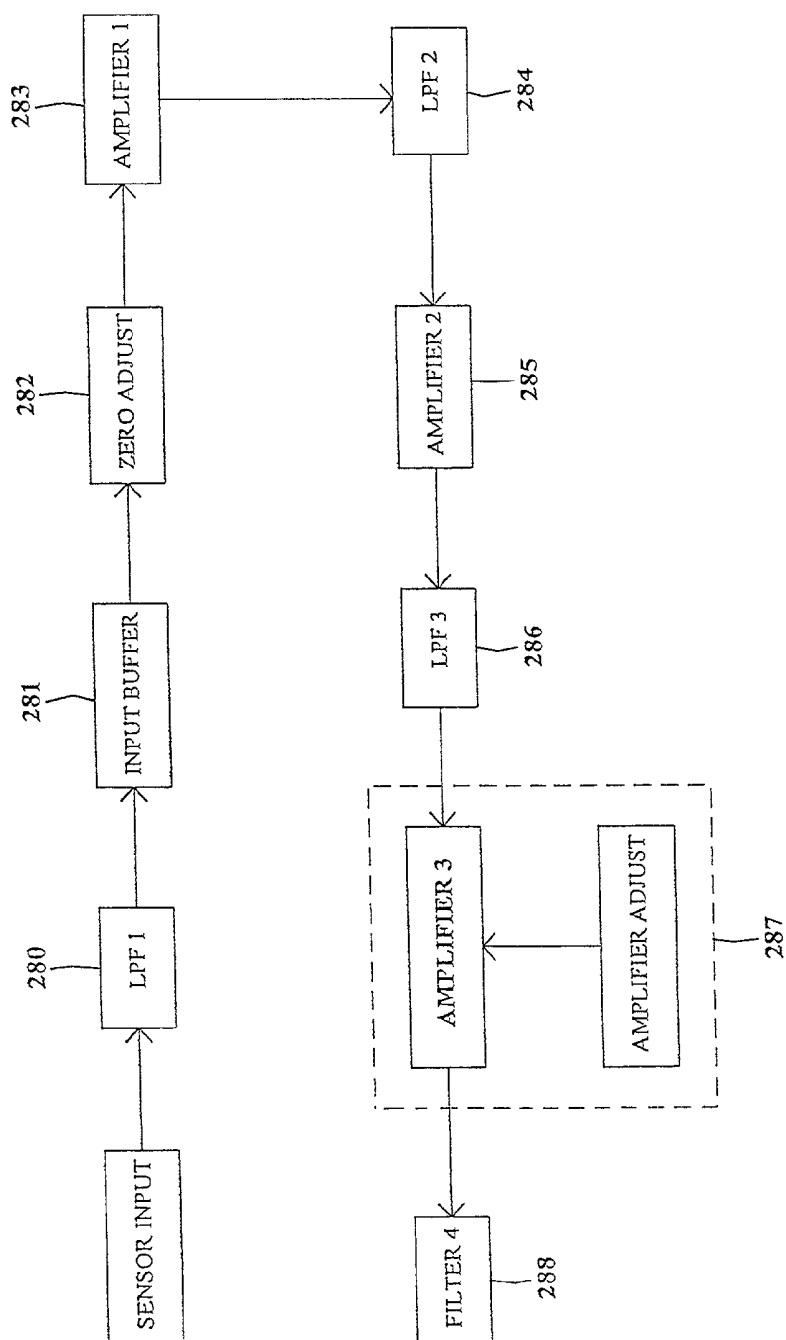 SENSOR INPUT
LPF 1
280
INPUT BUFFER
281
ZERO ADJUST
282
AMPLIFIER 1
283
LPF 2
284
AMPLIFIER 2
285
LPF 3
286
AMPLIFIER 3
AMPLIFIER ADJUST
287
FILTER 4
288